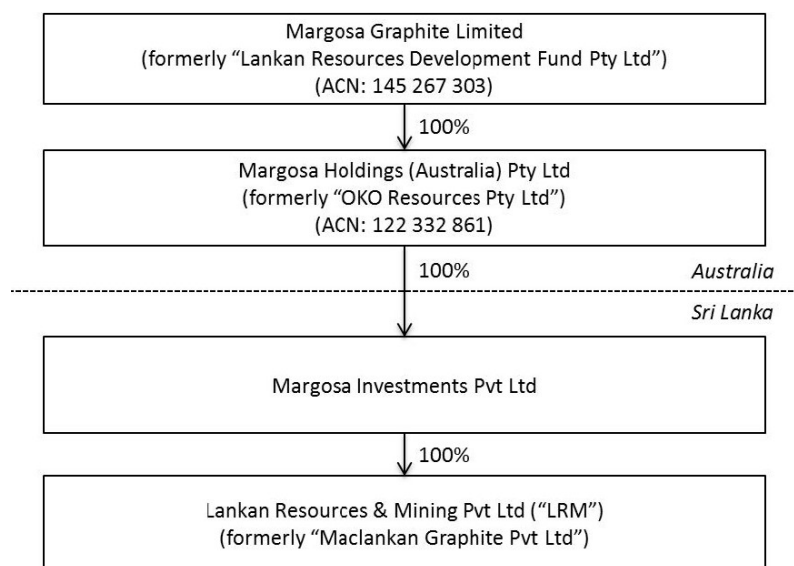 Margosa Graphite Limited
(formerly “Lankan Resources Development Fund Pty Ltd”)
(ACN: 145 267 303)
100%
Margosa Holdings (Australia) Pty Ltd
(formerly “OKO Resources Pty Ltd”)
(ACN: 122 332 861)
100%
Australia
Sri Lanka
Margosa Investments Pvt Ltd
100%
Lankan Resources & Mining Pvt Ltd (“LRM”)
(formerly “Maclankan Graphite Pvt Ltd”)